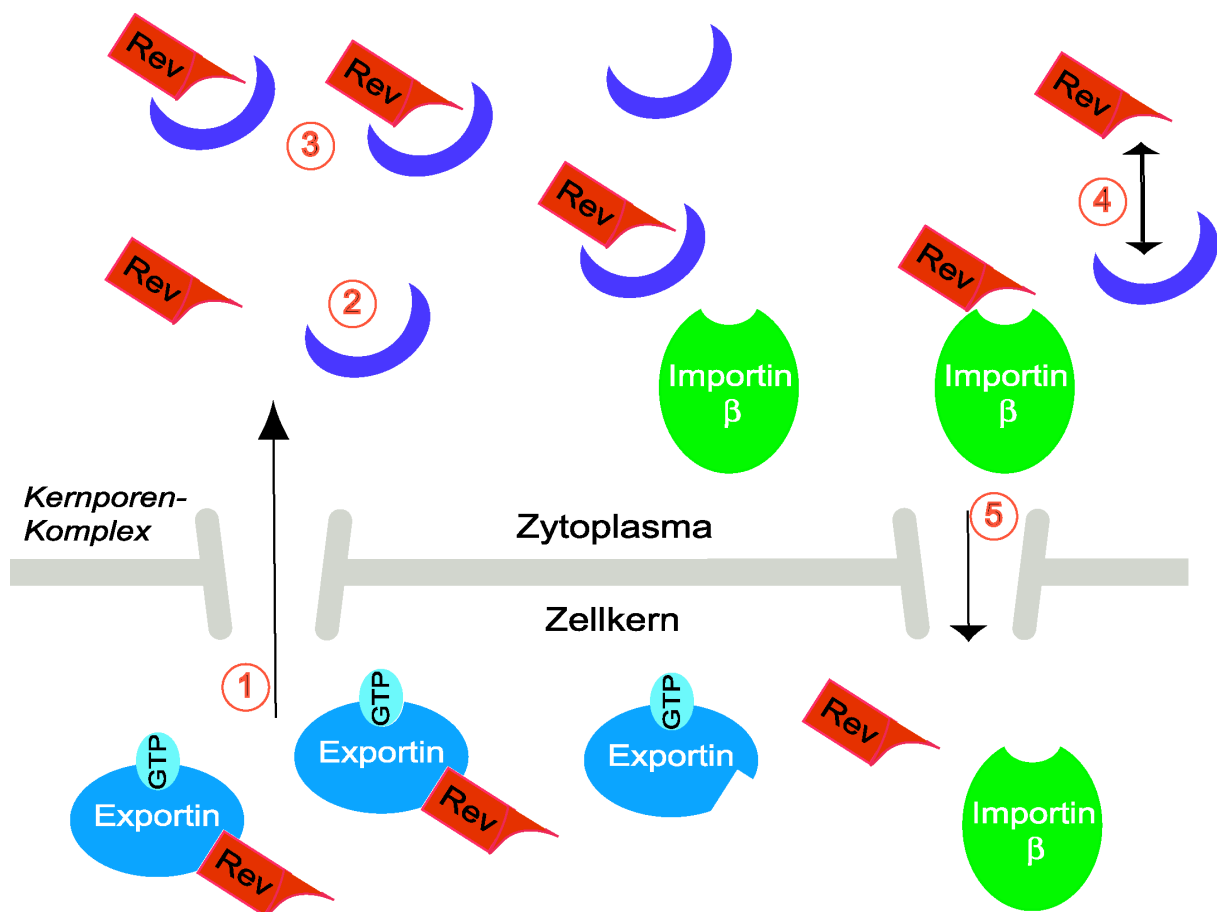 Rev
Rev
3
Rev
4
Rev
Rev
Rev
2
Importin
β
Importin
β
Kernporen-
Komplex
5
Zytoplasma
Zellkern
1
GTP
Exportin
Rev
GTP
Exportin
Rev
GTP
Exportin
Rev
Importin
β